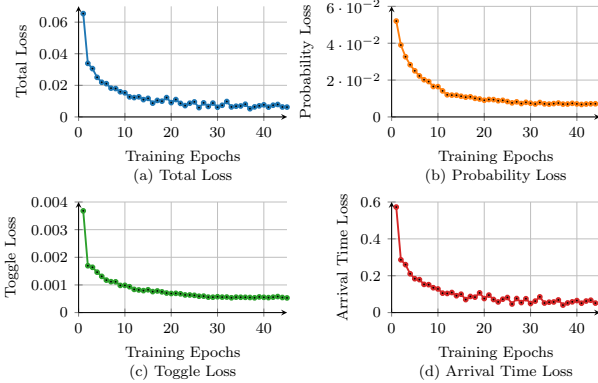 Total Loss
0.06
0.04
0.02
0
10 20 30 40
Training Epochs
(a) Total Loss
Probability Loss
6 · 10⁻²
4 · 10⁻²
2 · 10⁻²
0
0 10 20 30 40
Training Epochs
(b) Probability Loss
Toggle Loss
0.004
0.003
0.002
0.001
0
0 10 20 30 40
Training Epochs
(c) Toggle Loss
Arrival Time Loss
0.6
0.4
0.2
0
0 10 20 30 40
Training Epochs
(d) Arrival Time Loss